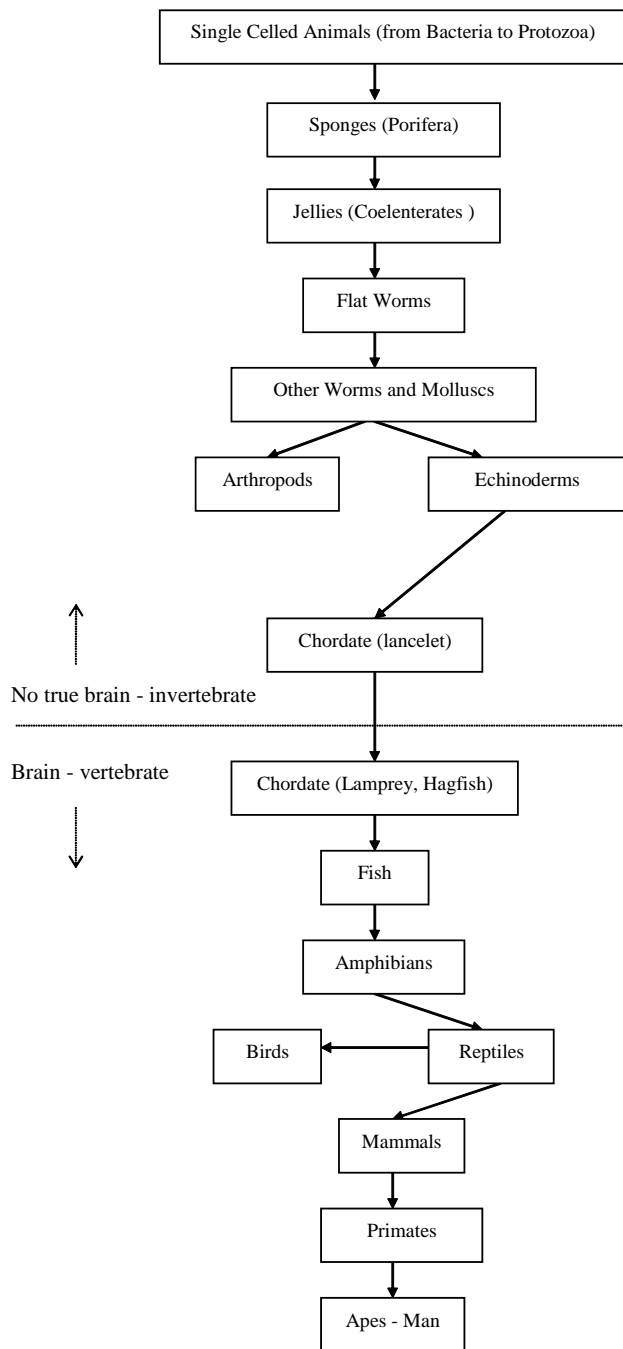 Single Celled Animals (from Bacteria to Protozoa)
Sponges (Porifera)
Jellies (Coelenterates )
Flat Worms
Other Worms and Molluscs
Arthropods
Echinoderms
Chordate (lancelet)
No true brain - invertebrate
Brain - vertebrate
Chordate (Lamprey, Hagfish)
Fish
Amphibians
Birds
Reptiles
Mammals
Primates
Apes - Man